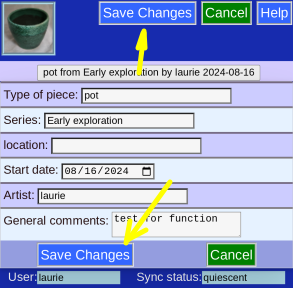 Save Changes Cancel Help
pot from Early exploration by laurie 2024-08-16
Type of piece: pot
Series: Early exploration
location:
Start date: 08/16/2024
Artist: laurie
General comments: test for function
Save Changes Cancel
User: laurie Sync status: quiescent